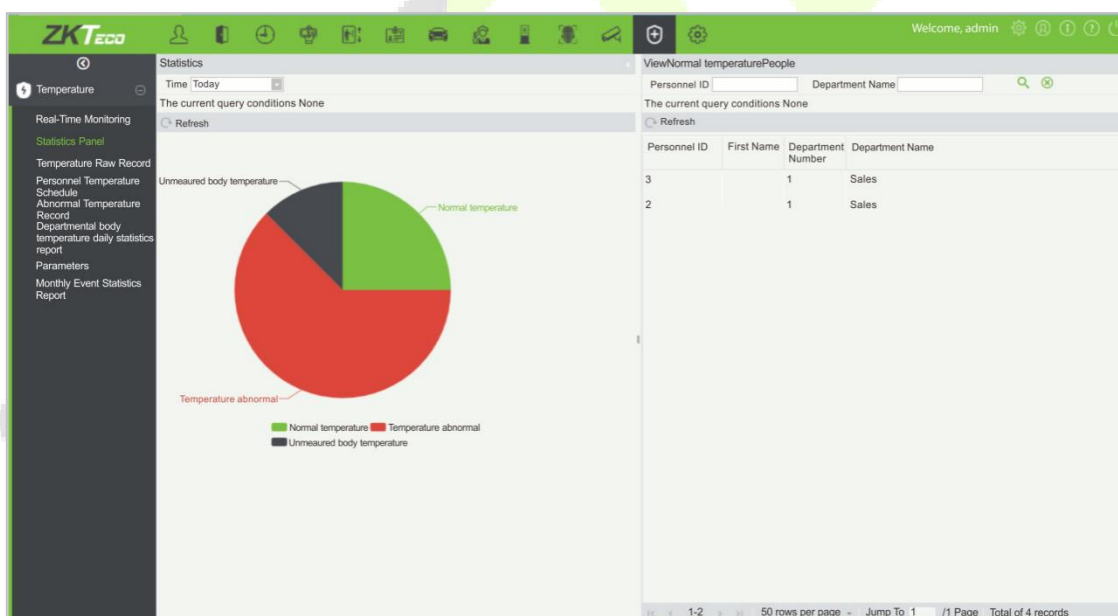 ZKTeco
Welcome, admin
Temperature
Real-Time Monitoring
Statistics Panel
Temperature Raw Record
Personnel Temperature
Schedule
Abnormal Temperature
Record
Departmental body
temperature daily statistics
report
Parameters
Monthly Event Statistics
Report
Statistics
Time Today
The current query conditions None
Refresh
Unmeaured body temperature
Normal temperature
Temperature abnormal
Normal temperature Temperature abnormal
Unmeaured body temperature
ViewNormal temperaturePeople
Personnel ID Department Name
The current query conditions None
Refresh
Personnel ID First Name Department Department Name
Number
3 1 Sales
2 1 Sales
1-2 50 rows per page Jump To 1 /1 Page Total of 4 records